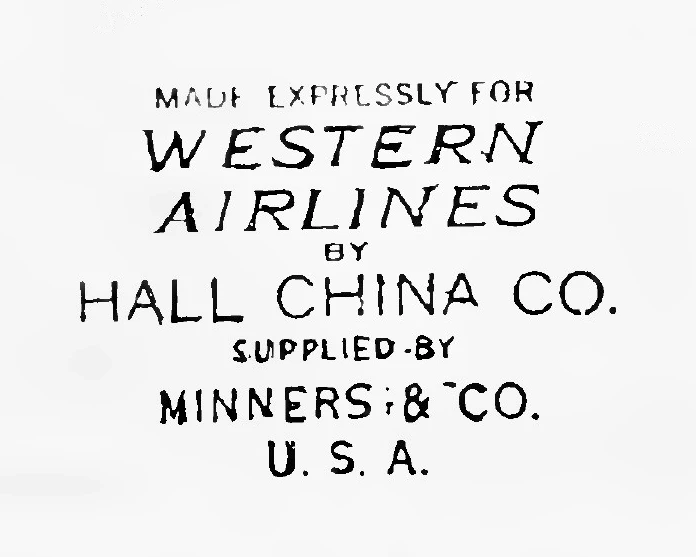 MADE EXPRESSLY FOR
WESTERN
AIRLINES
BY
HALL CHINA CO.
SUPPLIED BY
MINNERS & CO.
U. S. A.